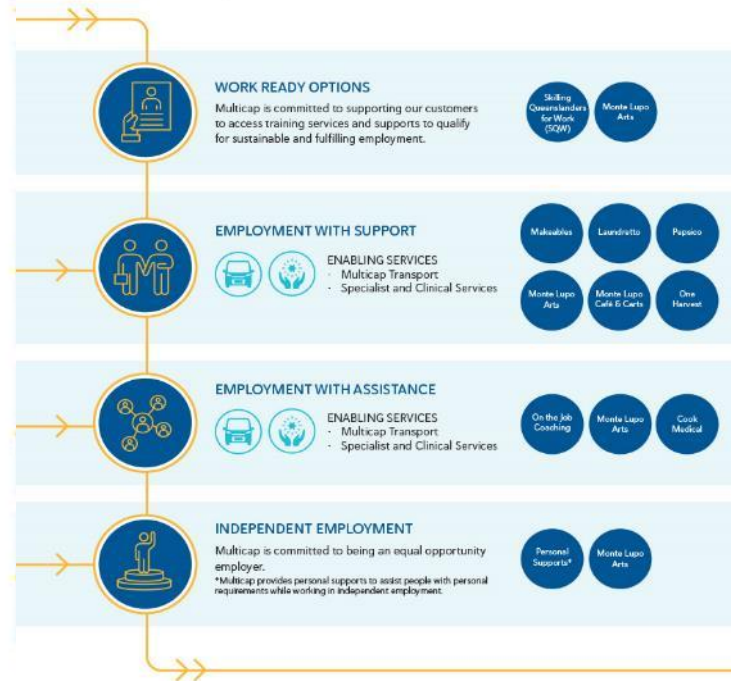 WORK READY OPTIONS
Multicap is committed to supporting our customers
to access training services and supports to qualify
for sustainable and fulfilling employment.
Skilling
Queenslanders
for Work
(SQW)
Monte Lupo
Arts
EMPLOYMENT WITH SUPPORT
ENABLING SERVICES
· Multicap Transport
· Specialist and Clinical Services
Makeables
Laundretto
Pepsico
Monte Lupo
Arts
Monte Lupo
Café & Carts
One
Harvest
EMPLOYMENT WITH ASSISTANCE
ENABLING SERVICES
· Multicap Transport
· Specialist and Clinical Services
On the Job
Coaching
Monte Lupo
Arts
Cook
Medical
INDEPENDENT EMPLOYMENT
Multicap is committed to being an equal opportunity
employer.
*Multicap provides personal supports to assist people with personal
requirements while working in independent employment.
Personal
Supports*
Monte Lupo
Arts